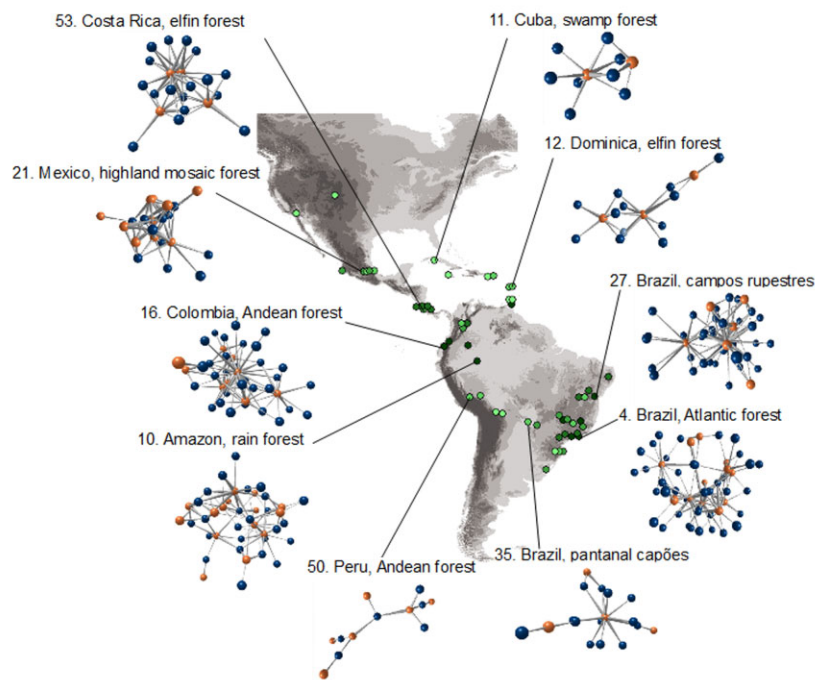 53. Costa Rica, elfin forest
11. Cuba, swamp forest
12. Dominica, elfin forest
21. Mexico, highland mosaic forest
27. Brazil, campos rupestres
16. Colombia, Andean forest
4. Brazil, Atlantic forest
10. Amazon, rain forest
35. Brazil, pantanal capões
50. Peru, Andean forest